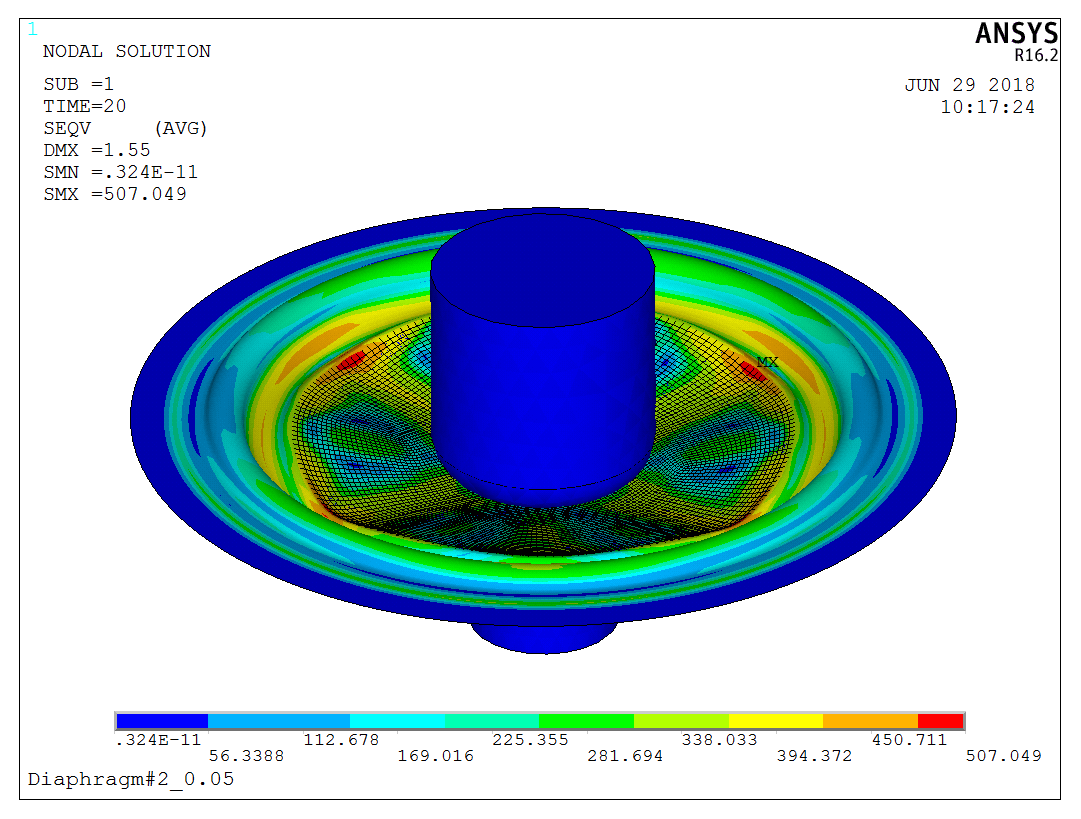 1
NODAL SOLUTION
SUB =1
TIME=20
SEQV (AVG)
DMX =1.55
SMN =.324E-11
SMX =507.049
ANSYS
R16.2
JUN 29 2018
10:17:24
MX
.324E-11 112.678 225.355 338.033 450.711
56.3388 169.016 281.694 394.372 507.049
Diaphragm#2_0.05